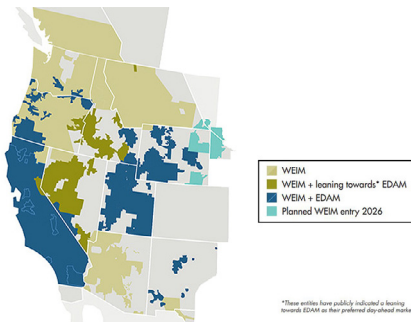 WEIM
WEIM + leaning towards* EDAM
WEIM + EDAM
Planned WEIM entry 2026
*These entities have publicly indicated a leaning
towards EDAM as their preferred day-ahead marke